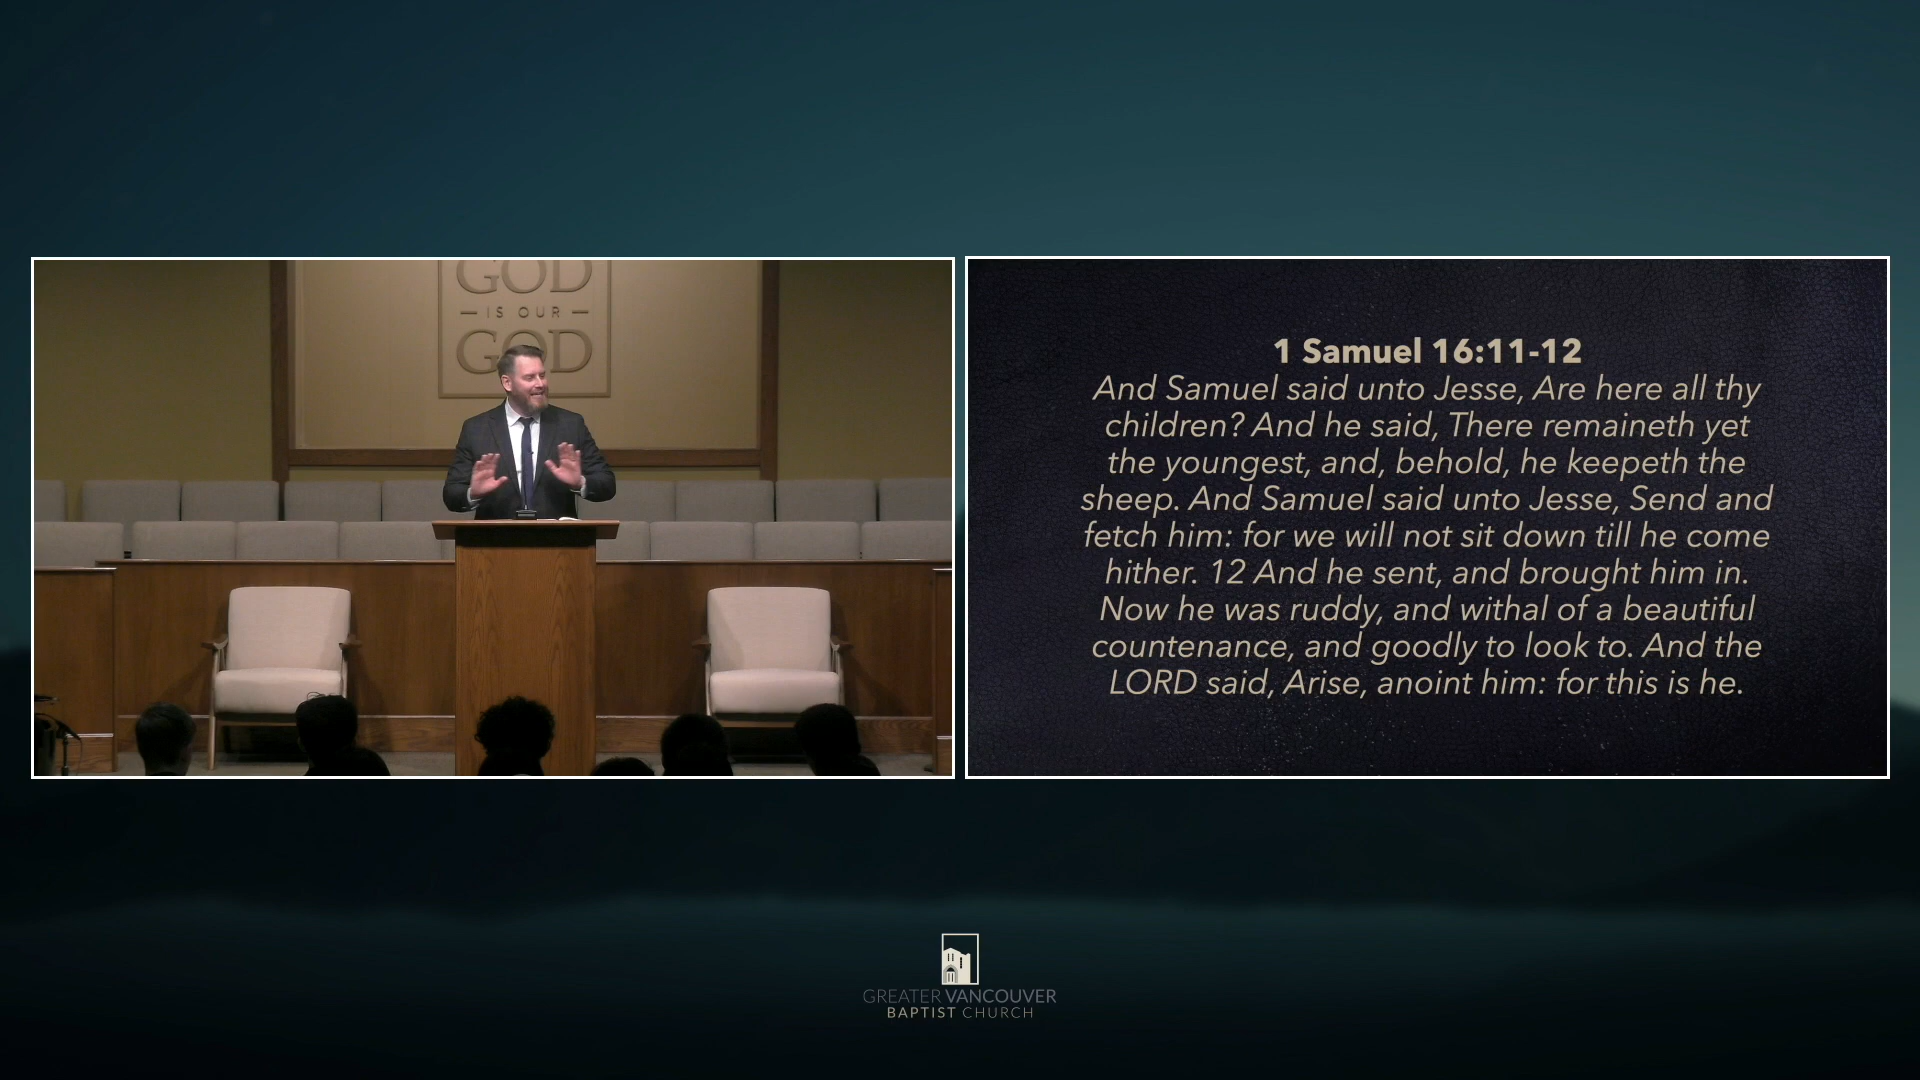 GOD
— IS OUR —
GOD
1 Samuel 16:11-12
And Samuel said unto Jesse, Are here all thy
children? And he said, There remaineth yet
the youngest, and, behold, he keepeth the
sheep. And Samuel said unto Jesse, Send and
fetch him: for we will not sit down till he come
hither. 12 And he sent, and brought him in.
Now he was ruddy, and withal of a beautiful
countenance, and goodly to look to. And the
LORD said, Arise, anoint him: for this is he.
GREATER VANCOUVER
BAPTIST CHURCH